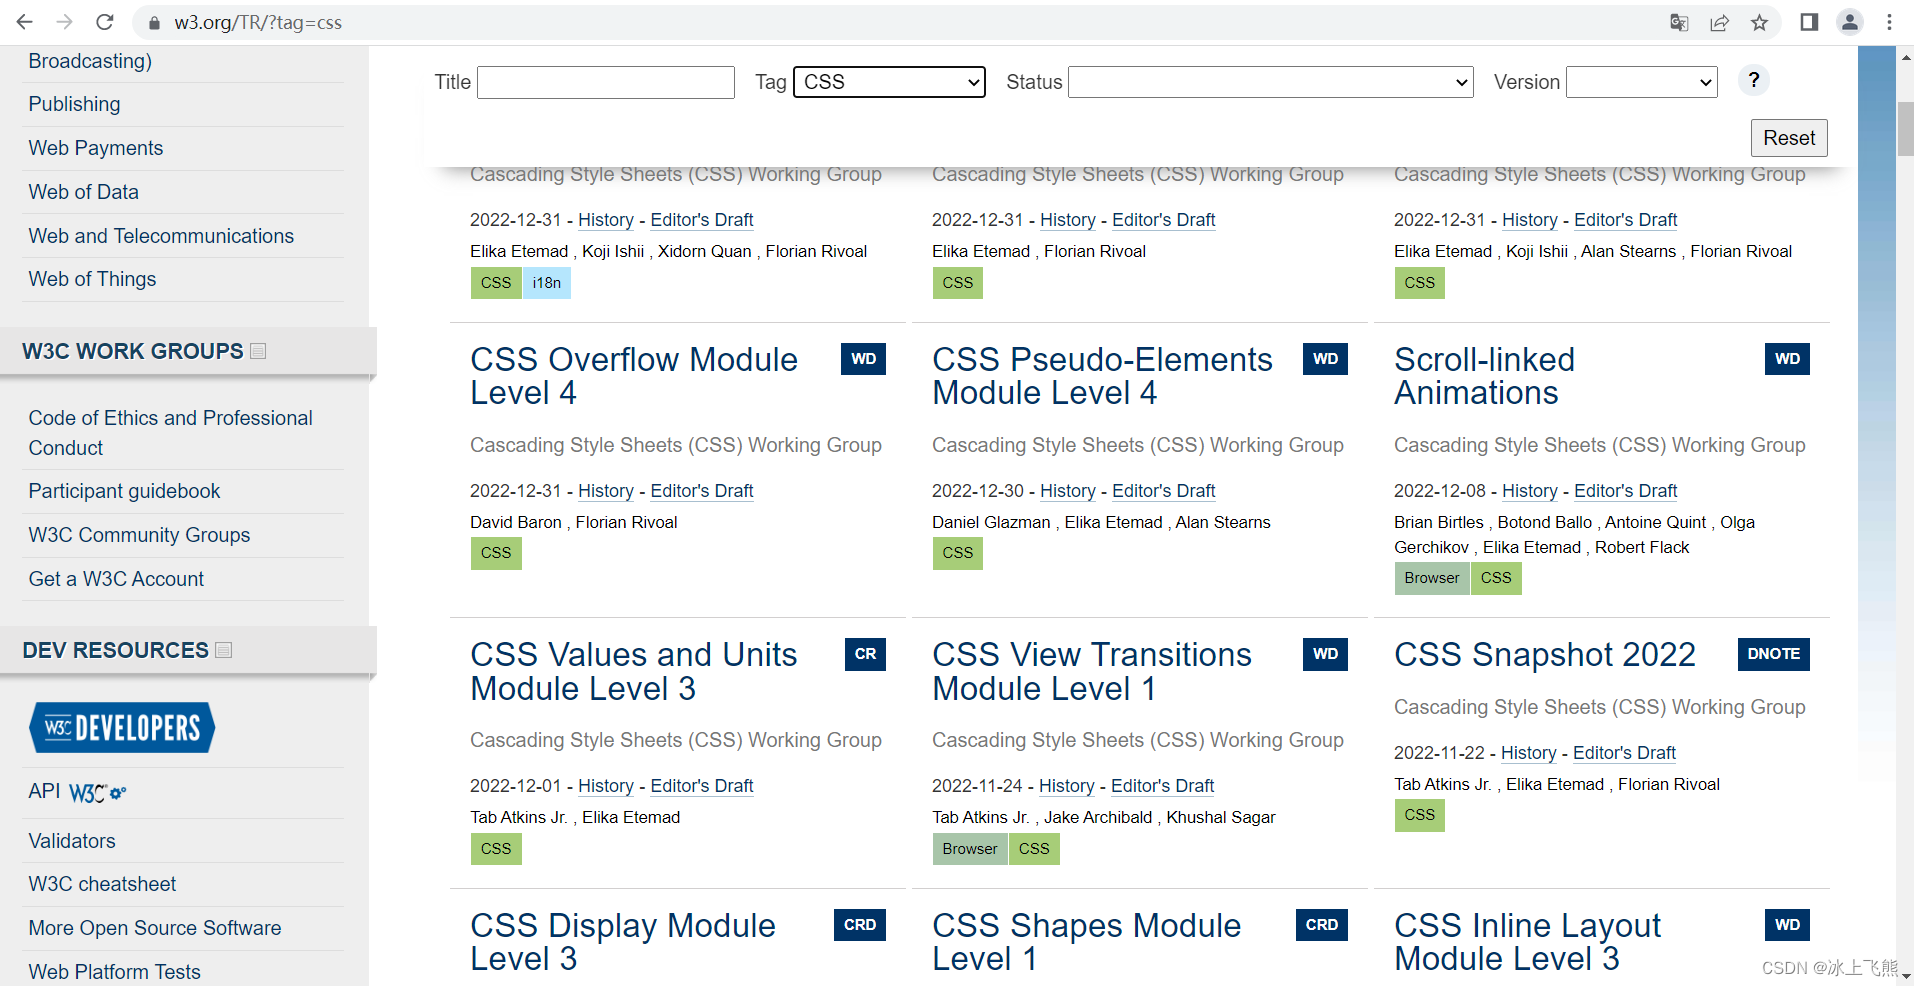 w3.org/TR/?tag=css
Broadcasting)
Publishing
Web Payments
Web of Data
Web and Telecommunications
Web of Things
W3C WORK GROUPS
Code of Ethics and Professional
Conduct
Participant guidebook
W3C Community Groups
Get a W3C Account
DEV RESOURCES
W3C DEVELOPERS
API W3C
Validators
W3C cheatsheet
More Open Source Software
Web Platform Tests
Title Tag CSS Status Version ?
Reset
Cascading Style Sheets (CSS) Working Group
2022-12-31 - History - Editor's Draft
Elika Etemad , Koji Ishii , Xidorn Quan , Florian Rivoal
CSS i18n
Cascading Style Sheets (CSS) Working Group
2022-12-31 - History - Editor's Draft
Elika Etemad , Florian Rivoal
CSS
Cascading Style Sheets (CSS) Working Group
2022-12-31 - History - Editor's Draft
Elika Etemad , Koji Ishii , Alan Stearns , Florian Rivoal
CSS
CSS Overflow Module WD
Level 4
Cascading Style Sheets (CSS) Working Group
2022-12-31 - History - Editor's Draft
David Baron , Florian Rivoal
CSS
CSS Pseudo-Elements WD
Module Level 4
Cascading Style Sheets (CSS) Working Group
2022-12-30 - History - Editor's Draft
Daniel Glazman , Elika Etemad , Alan Stearns
CSS
Scroll-linked WD
Animations
Cascading Style Sheets (CSS) Working Group
2022-12-08 - History - Editor's Draft
Brian Birtles , Botond Ballo , Antoine Quint , Olga
Gerchikov , Elika Etemad , Robert Flack
Browser CSS
CSS Values and Units CR
Module Level 3
Cascading Style Sheets (CSS) Working Group
2022-12-01 - History - Editor's Draft
Tab Atkins Jr. , Elika Etemad
CSS
CSS View Transitions WD
Module Level 1
Cascading Style Sheets (CSS) Working Group
2022-11-24 - History - Editor's Draft
Tab Atkins Jr. , Jake Archibald , Khushal Sagar
Browser CSS
CSS Snapshot 2022 DNOTE
Cascading Style Sheets (CSS) Working Group
2022-11-22 - History - Editor's Draft
Tab Atkins Jr. , Elika Etemad , Florian Rivoal
CSS
CSS Display Module CRD
Level 3
CSS Shapes Module CRD
Level 1
CSS Inline Layout WD
Module Level 3
CSDN @冰上飞熊